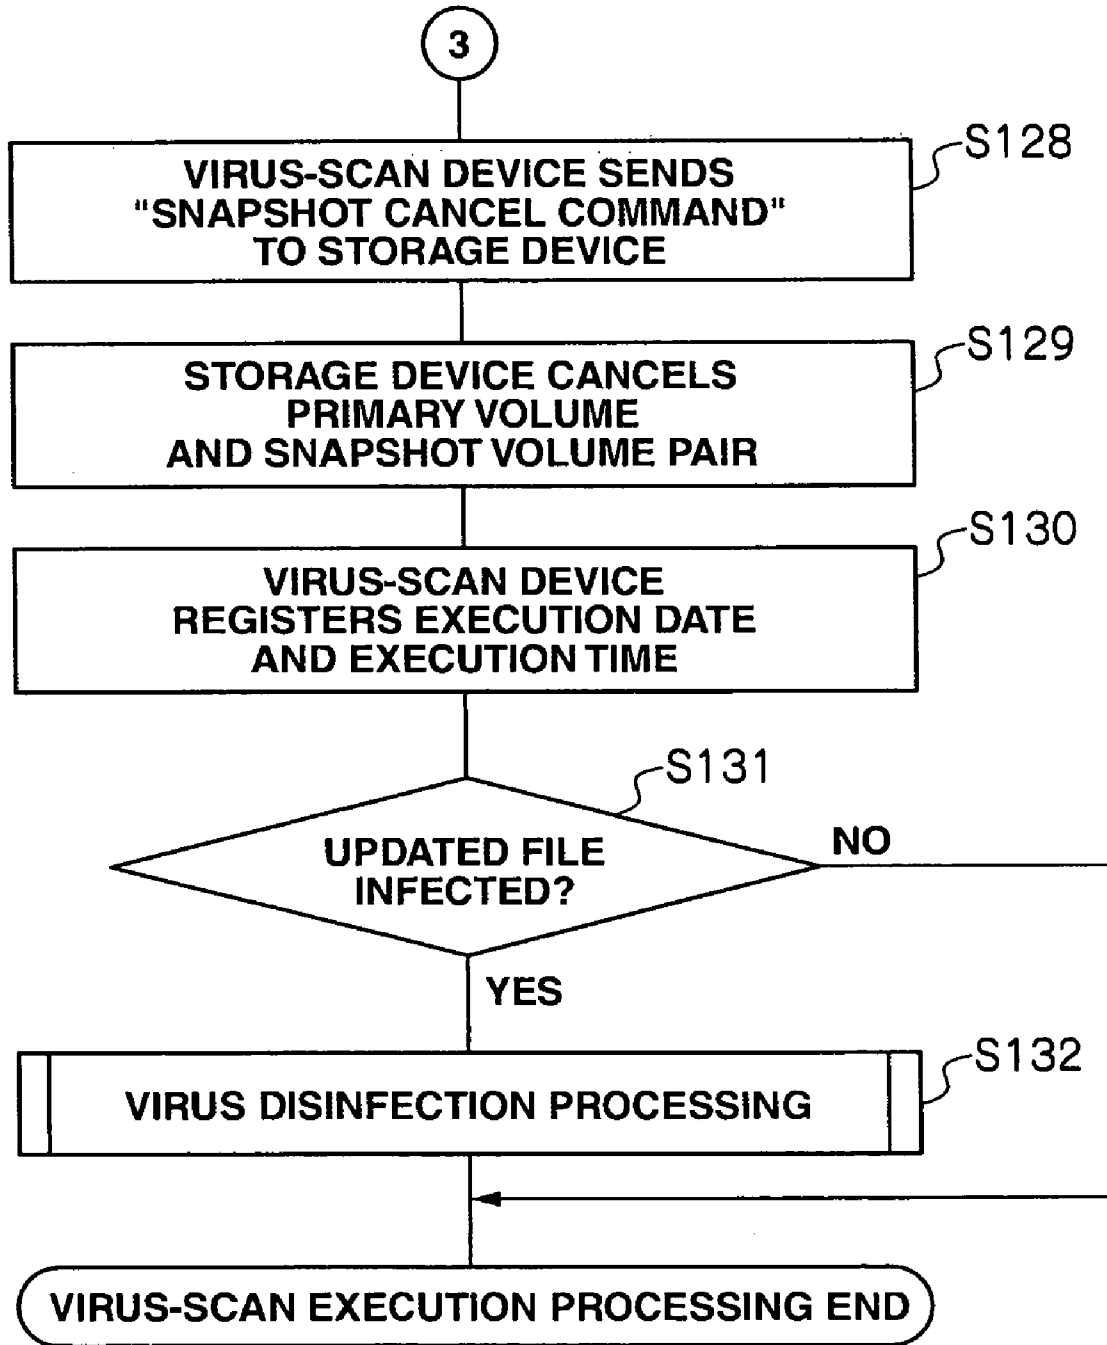 3
S128
VIRUS-SCAN DEVICE SENDS
"SNAPSHOT CANCEL COMMAND"
TO STORAGE DEVICE
S129
STORAGE DEVICE CANCELS
PRIMARY VOLUME
AND SNAPSHOT VOLUME PAIR
S130
VIRUS-SCAN DEVICE
REGISTERS EXECUTION DATE
AND EXECUTION TIME
S131
UPDATED FILE
INFECTED?
NO
YES
S132
VIRUS DISINFECTION PROCESSING
VIRUS-SCAN EXECUTION PROCESSING END